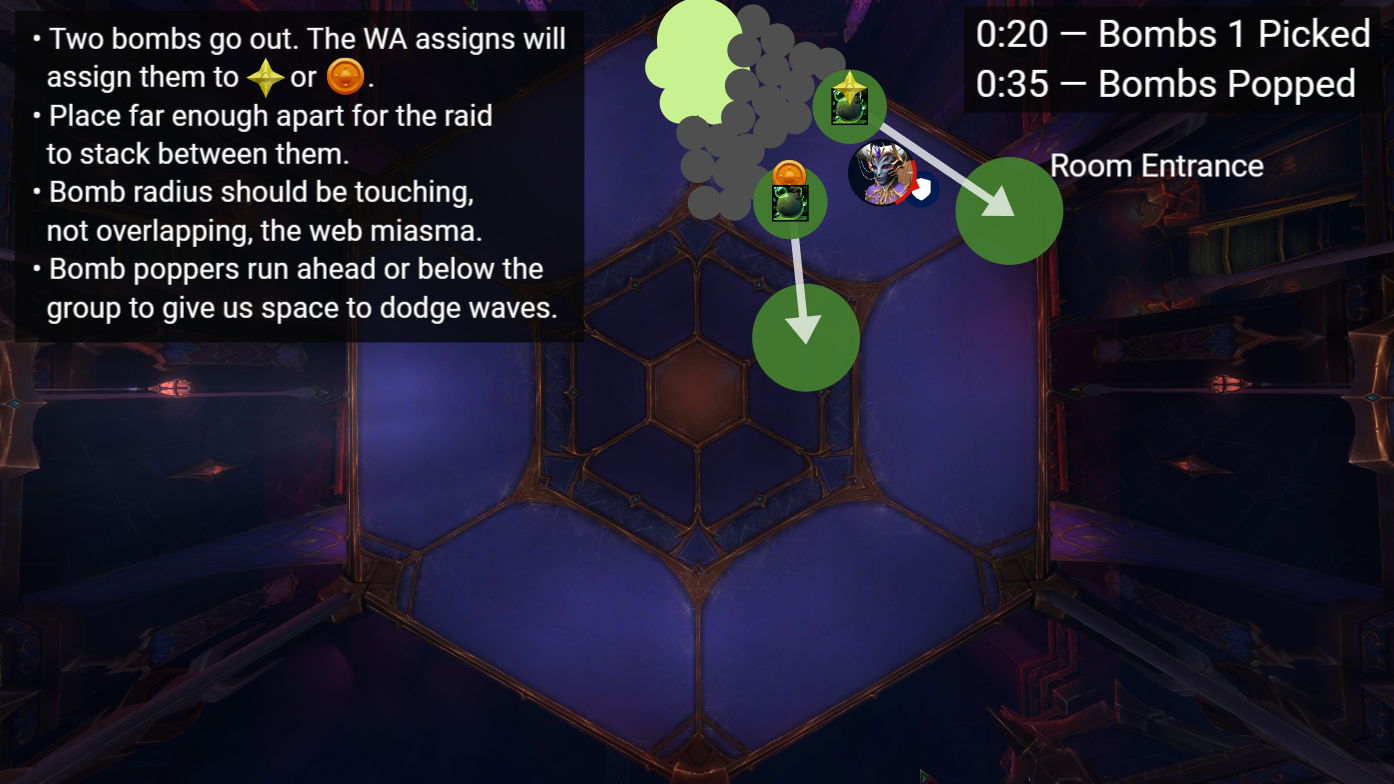 • Two bombs go out. The WA assigns will
assign them to or .
• Place far enough apart for the raid
to stack between them.
• Bomb radius should be touching,
not overlapping, the web miasma.
• Bomb poppers run ahead or below the
group to give us space to dodge waves.
0:20 — Bombs 1 Picked
0:35 — Bombs Popped
Room Entrance